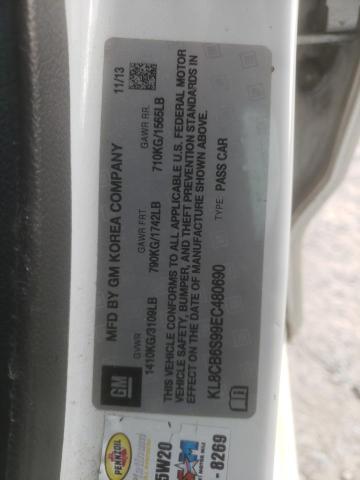 MFD BY GM KOREA COMPANY
11/13
GVWR
GAWR FRT
GAWR RR
1410KG/3109LB
790KG/1742LB
710KG/1565LB
THIS VEHICLE CONFORMS TO ALL APPLICABLE U.S. FEDERAL MOTOR
VEHICLE SAFETY, BUMPER, AND THEFT PREVENTION STANDARDS IN
EFFECT ON THE DATE OF MANUFACTURE SHOWN ABOVE.
KL8CB6S99EC480690
TYPE: PASS CAR
GM
PENNZOIL
5W20
- 8269